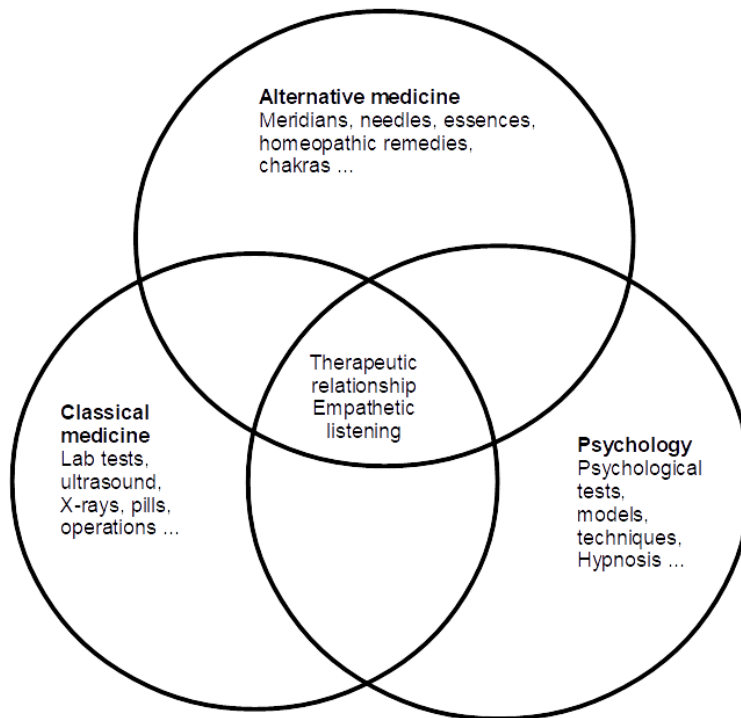 Alternative medicine
Meridians, needles, essences,
homeopathic remedies,
chakras ...
Therapeutic
relationship
Empathetic
listening
Classical
medicine
Lab tests,
ultrasound,
X-rays, pills,
operations ...
Psychology
Psychological
tests,
models,
techniques,
Hypnosis ...